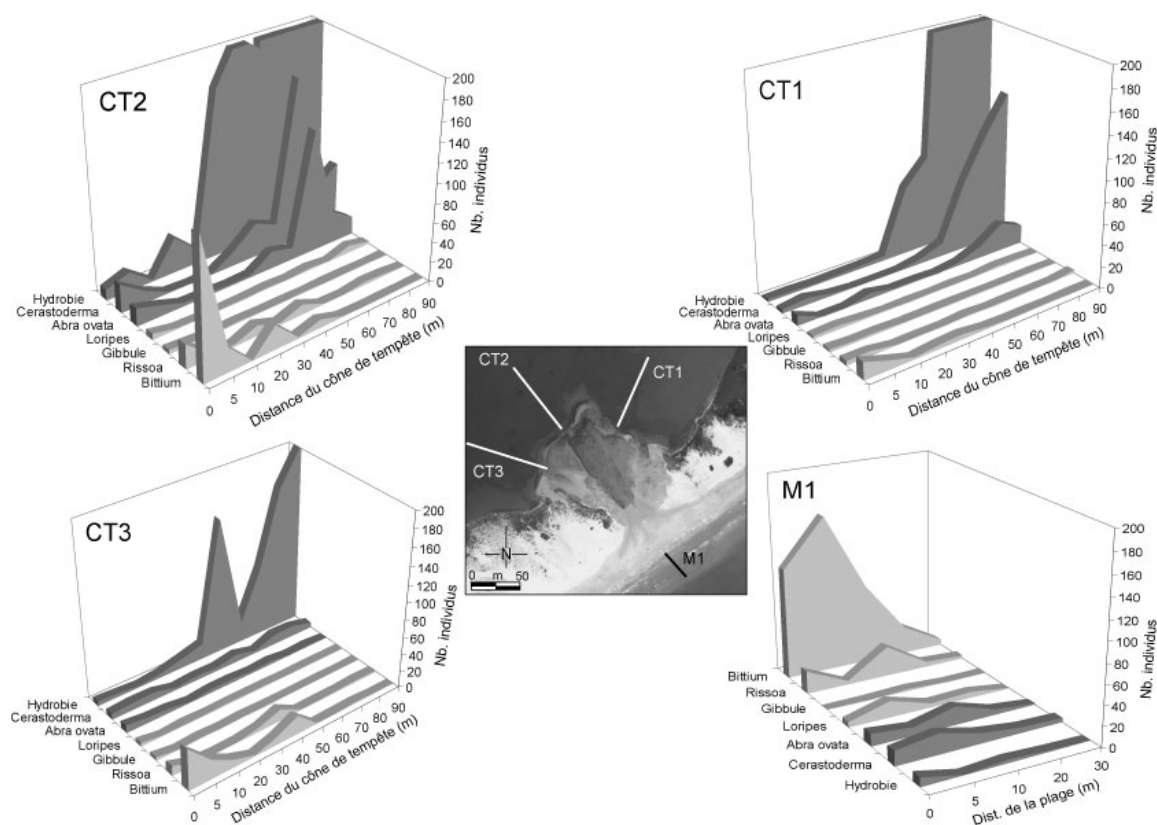 CT2
200
180
160
140
120
100
80
60
40
20
0
Nb. individus
Hydrobie
Cerastoderma
Abra ovata
Loripes
Gibbule
Rissoa
Bittium
0 5 10 20 30 40 50 60 70 80 90
Distance du cône de tempête (m)
CT1
200
180
160
140
120
100
80
60
40
20
0
Nb. individus
Hydrobie
Cerastoderma
Abra ovata
Loripes
Gibbule
Rissoa
Bittium
0 5 10 20 30 40 50 60 70 80 90
Distance du cône de tempête (m)
CT2
CT1
CT3
N
M1
0 m 50
CT3
200
180
160
140
120
100
80
60
40
20
0
Nb. individus
Hydrobie
Cerastoderma
Abra ovata
Loripes
Gibbule
Rissoa
Bittium
0 5 10 20 30 40 50 60 70 80 90
Distance du cône de tempête (m)
M1
200
180
160
140
120
100
80
60
40
20
0
Nb. individus
Bittium
Rissoa
Gibbule
Loripes
Abra ovata
Cerastoderma
Hydrobie
0 5 10 20 30
Dist. de la plage (m)